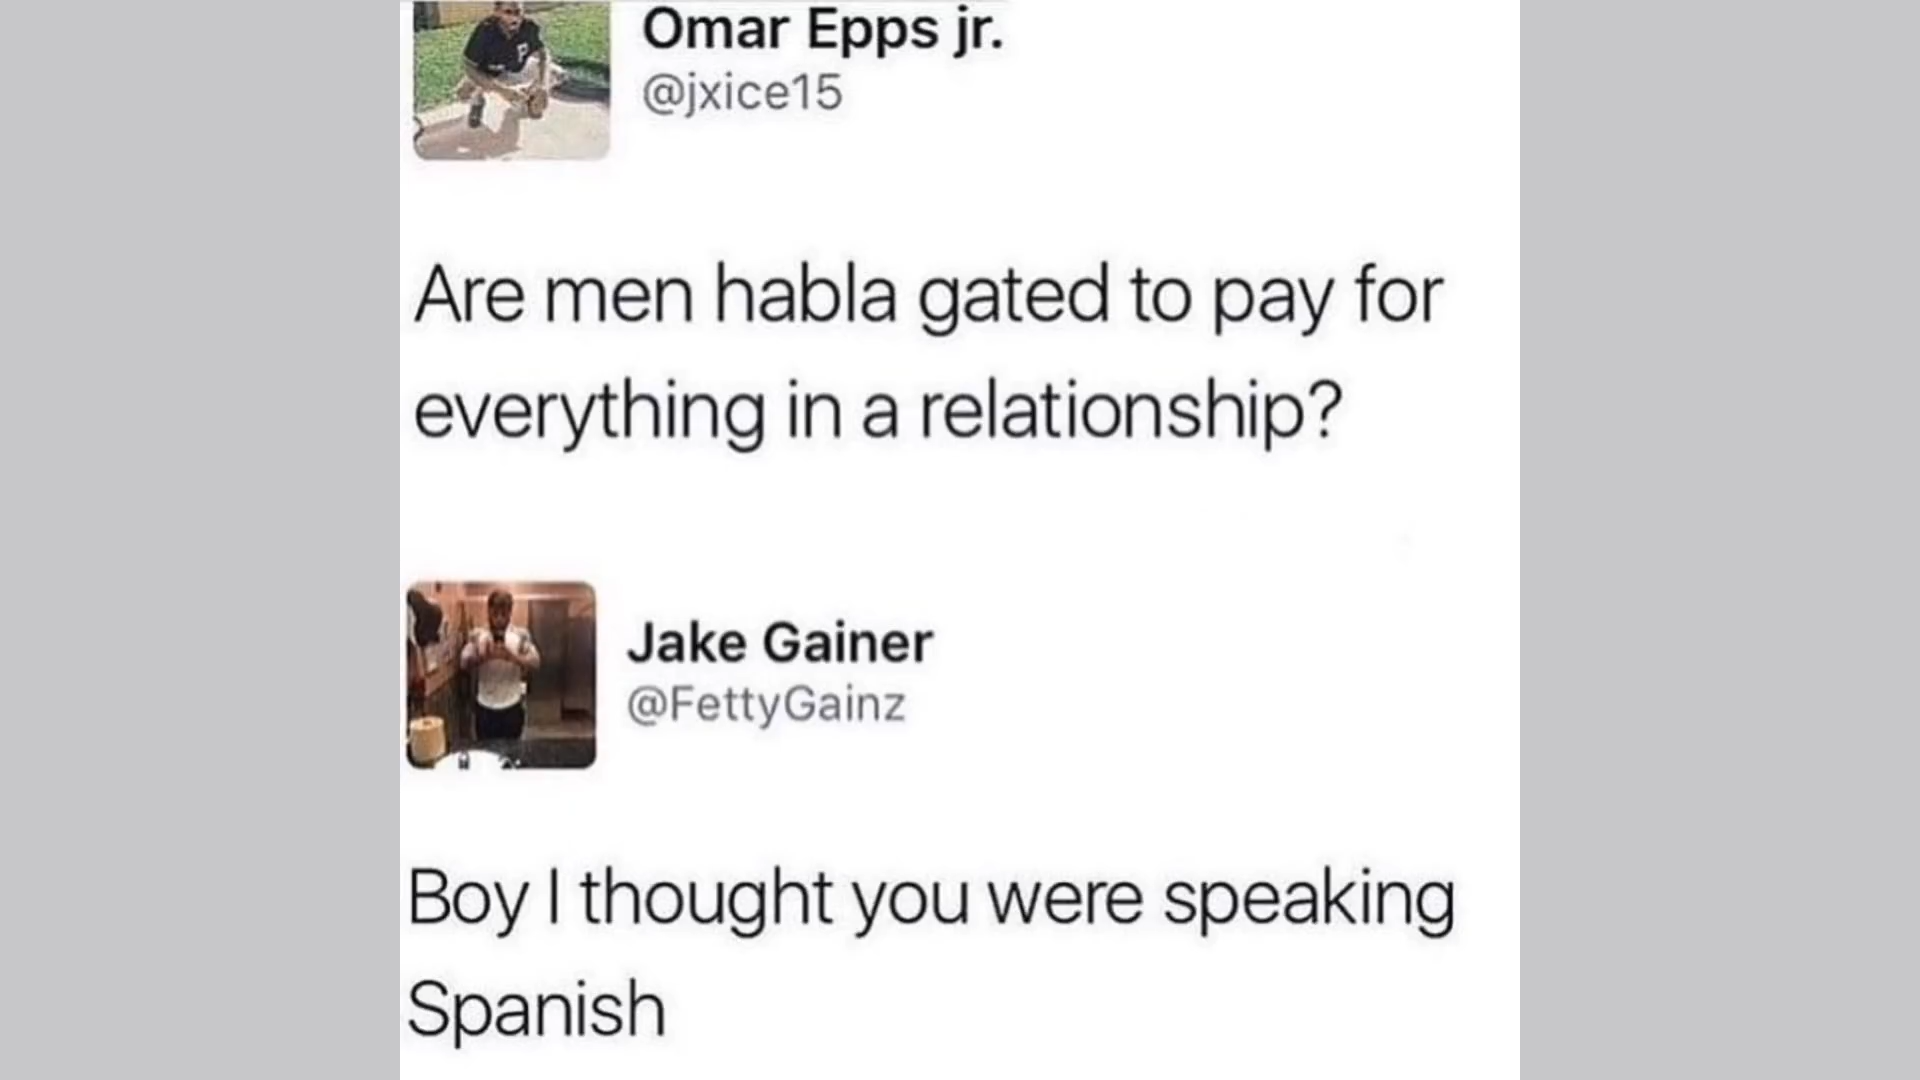 Omar Epps jr.
@jxice15
Are men habla gated to pay for
everything in a relationship?
Jake Gainer
@FettyGainz
Boy I thought you were speaking
Spanish